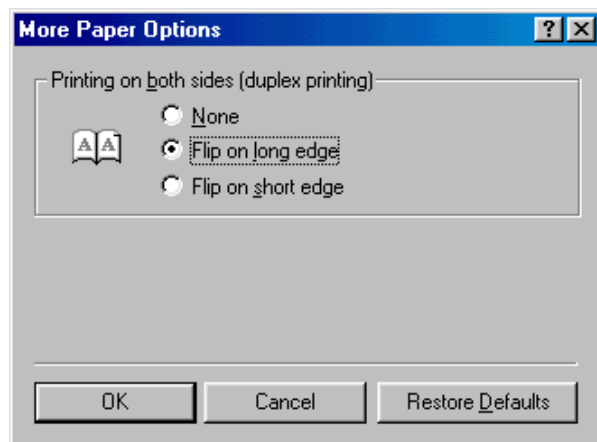 More Paper Options
Printing on both sides (duplex printing)
None
A A
Flip on long edge
Flip on short edge
OK Cancel Restore Defaults